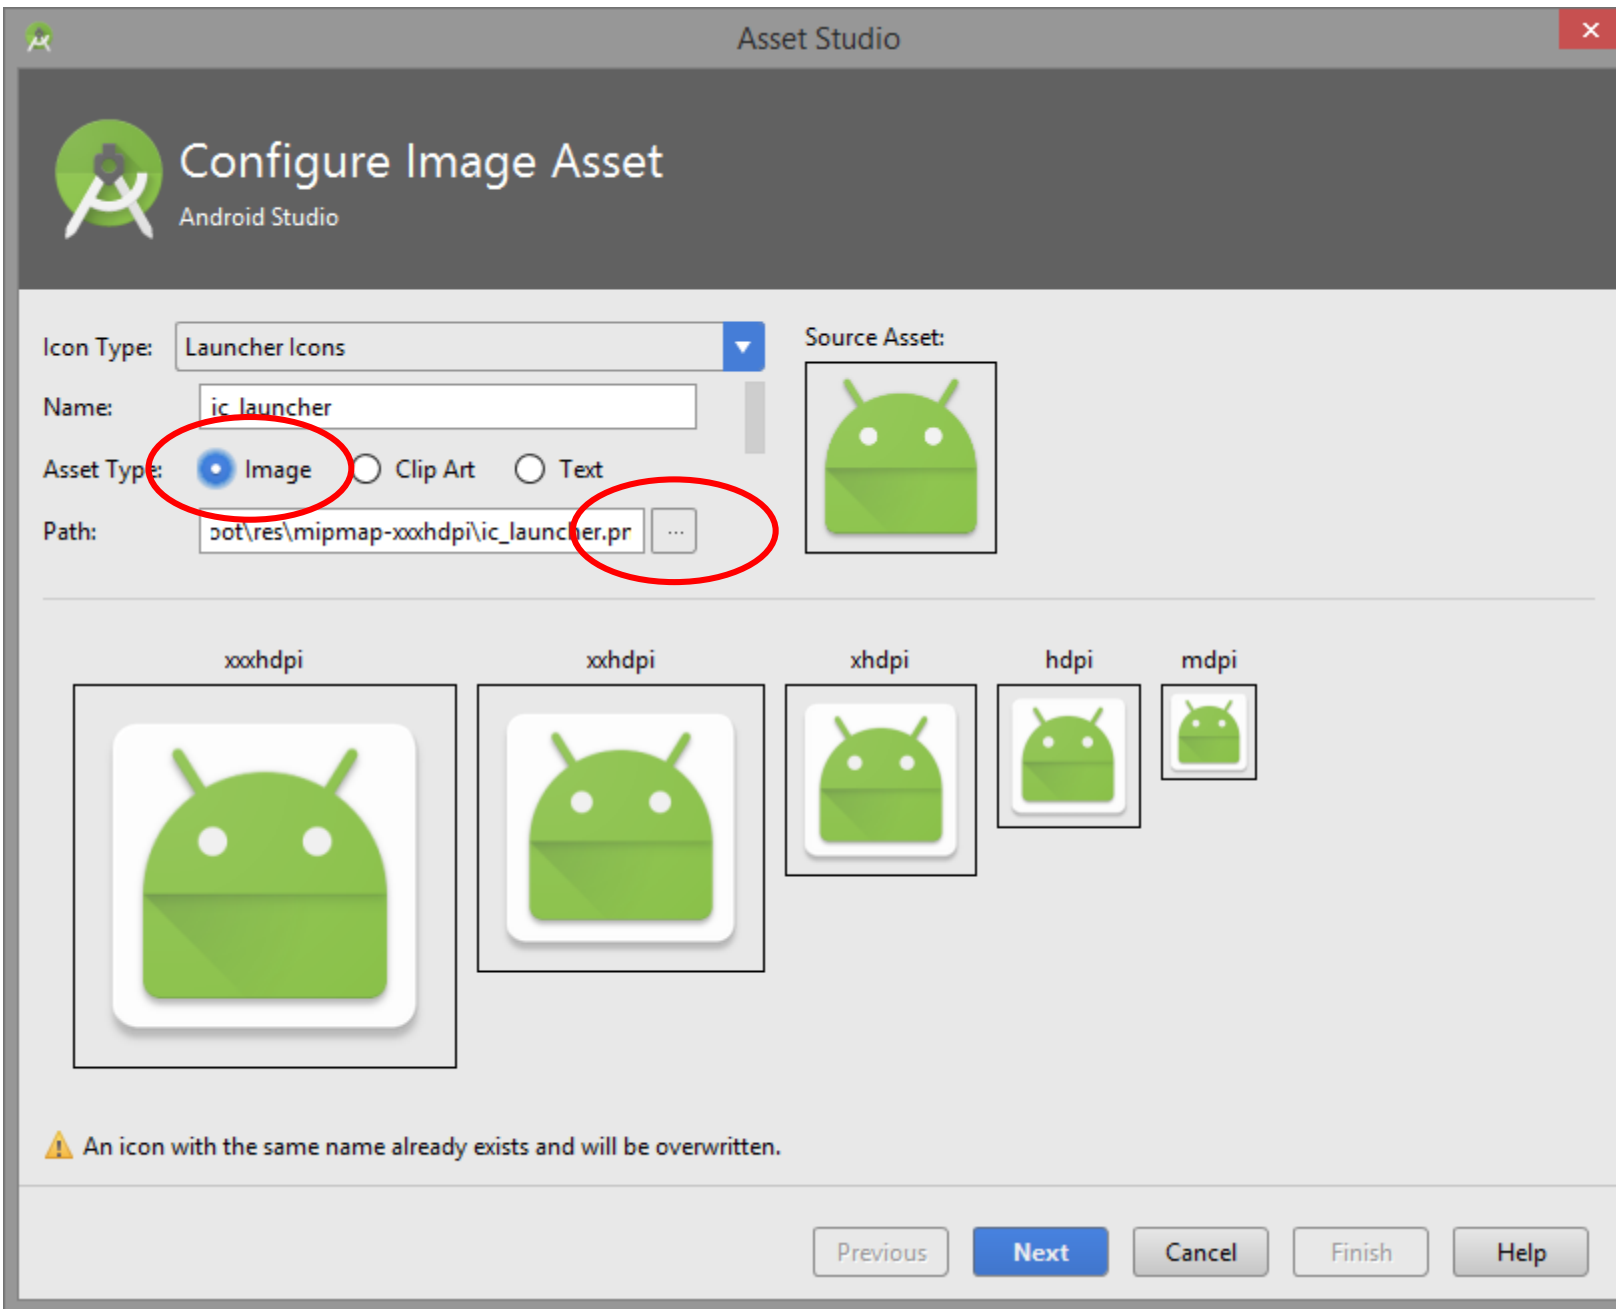 Asset Studio
Configure Image Asset
Android Studio
Icon Type: Launcher Icons
Source Asset:
Name: ic_launcher
Asset Type: Image Clip Art Text
Path: oot\res\mipmap-xxxhdpi\ic_launcher.pn ...
xxxhdpi xxhdpi xhdpi hdpi mdpi
An icon with the same name already exists and will be overwritten.
Previous Next Cancel Finish Help